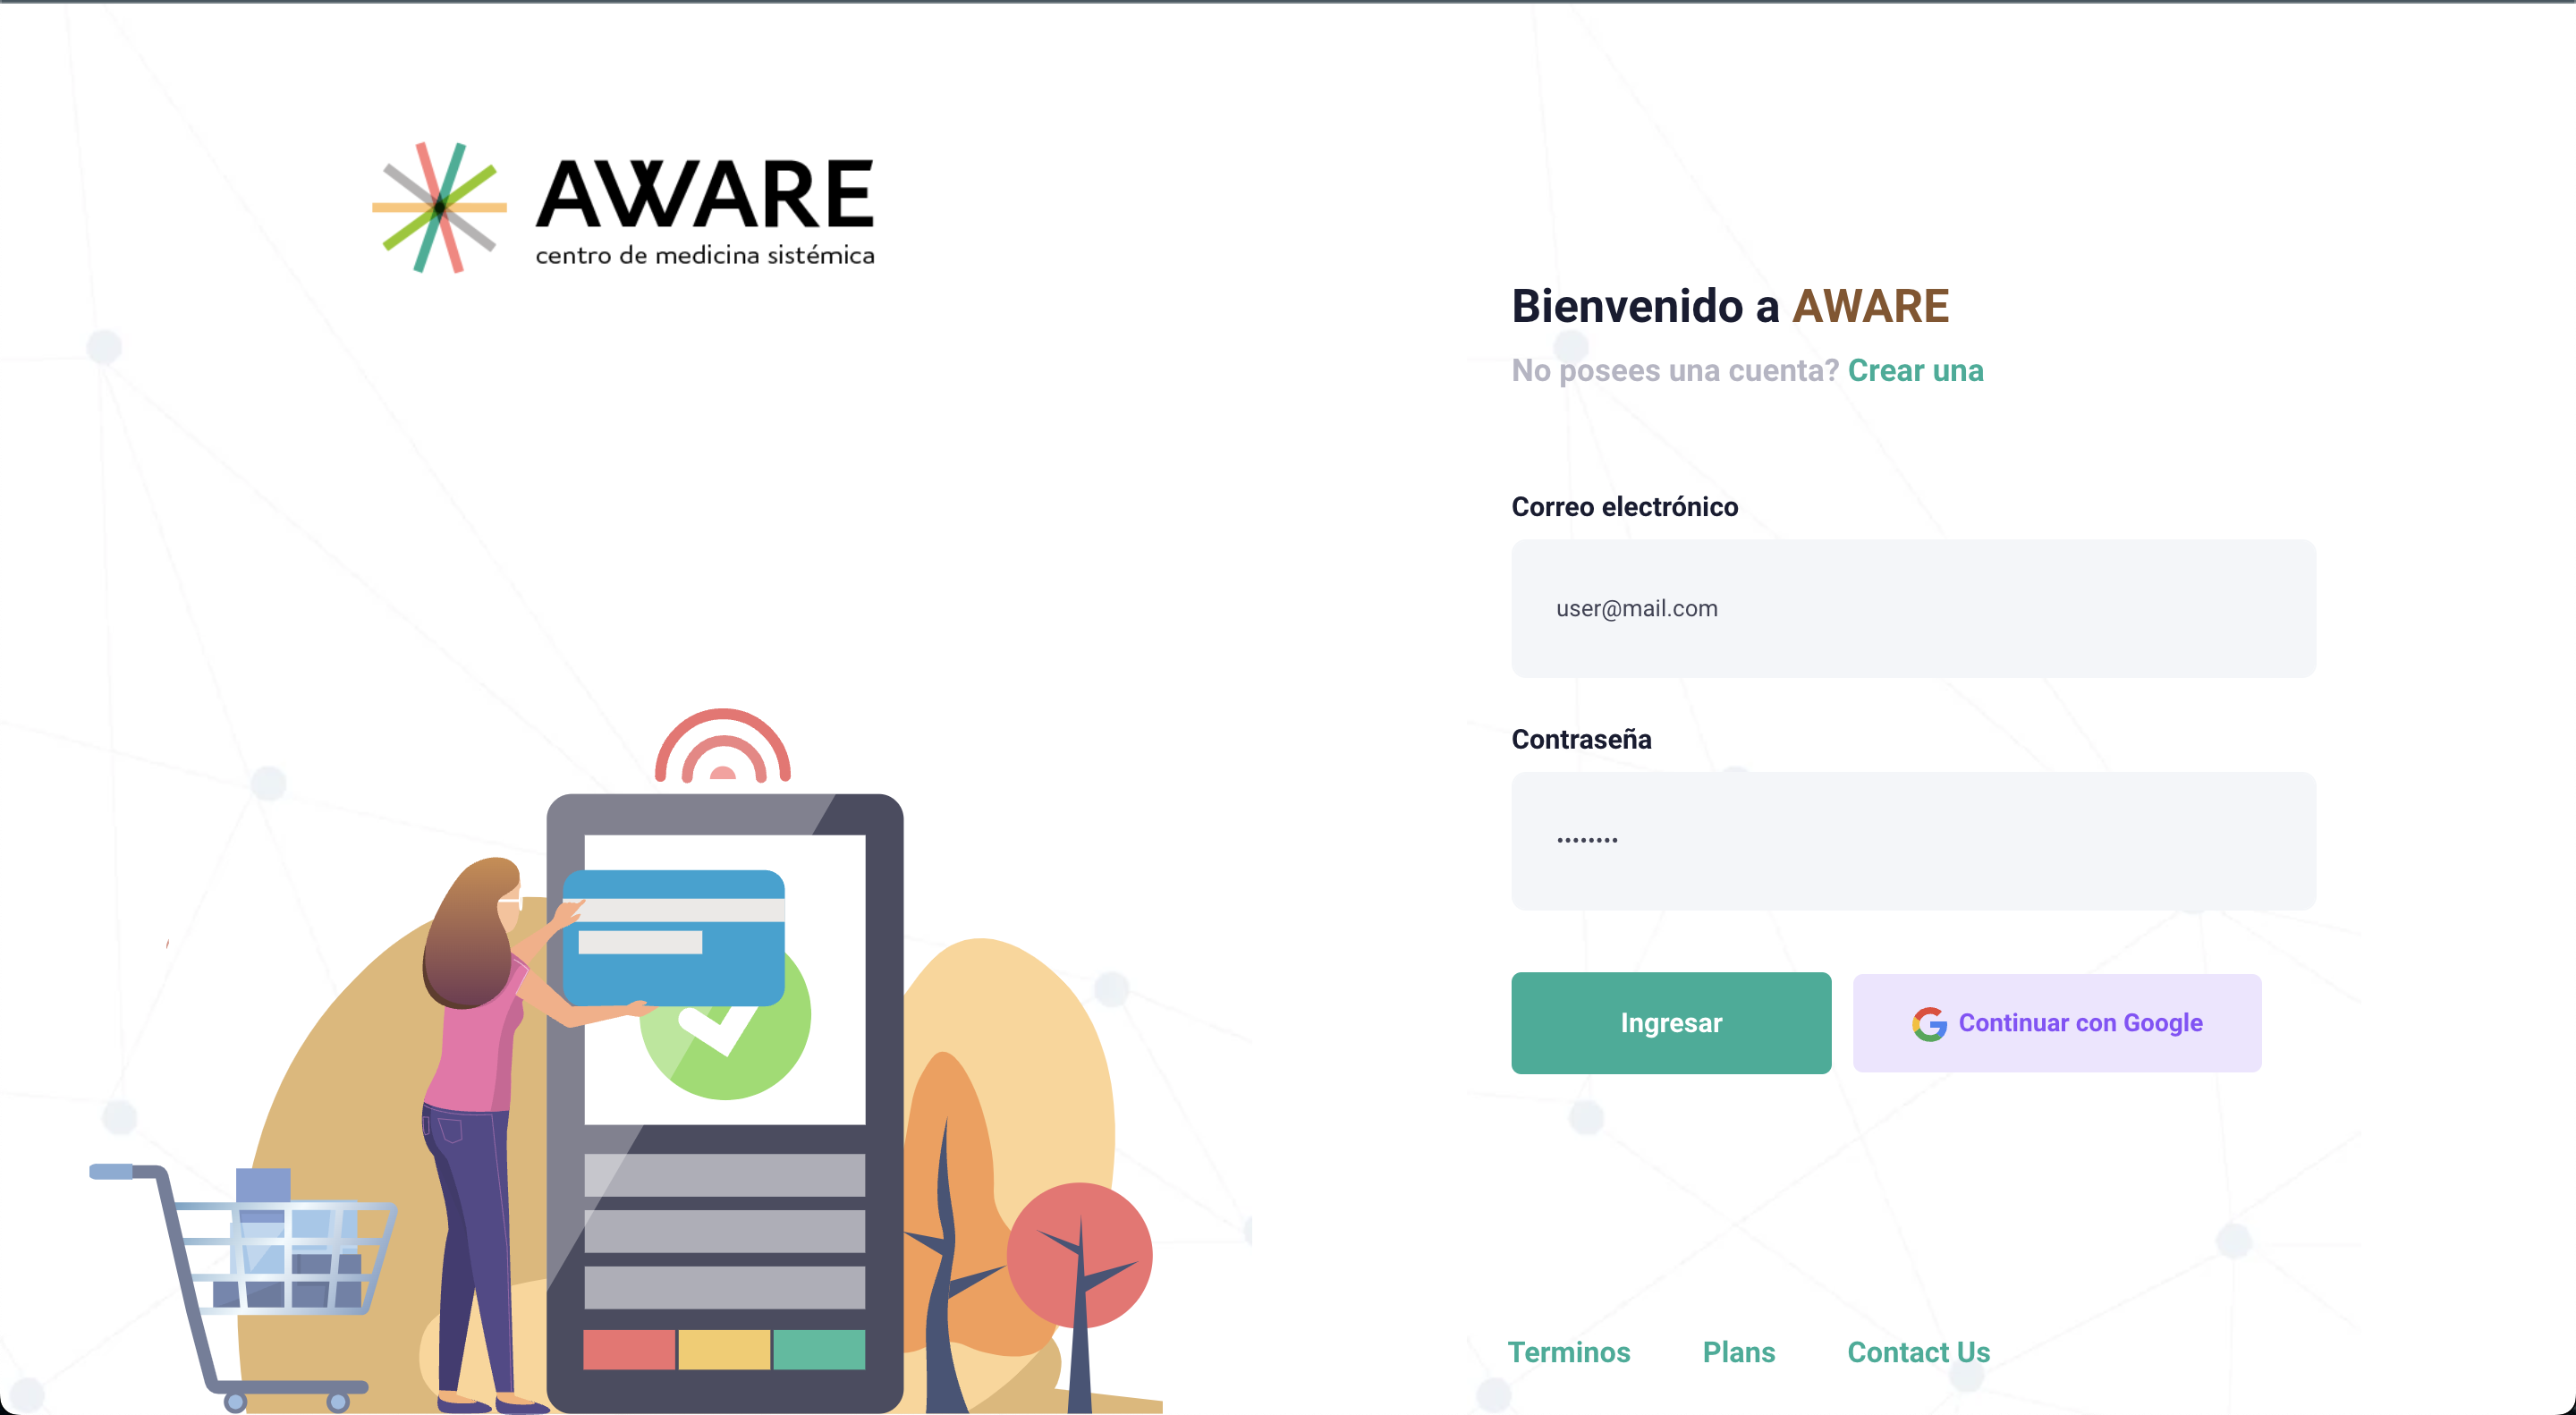 AWARE
centro de medicina sistémica
Bienvenido a AWARE
No posees una cuenta? Crear una
Correo electrónico
user@mail.com
Contraseña
••••••••
Ingresar
Continuar con Google
Terminos Plans Contact Us